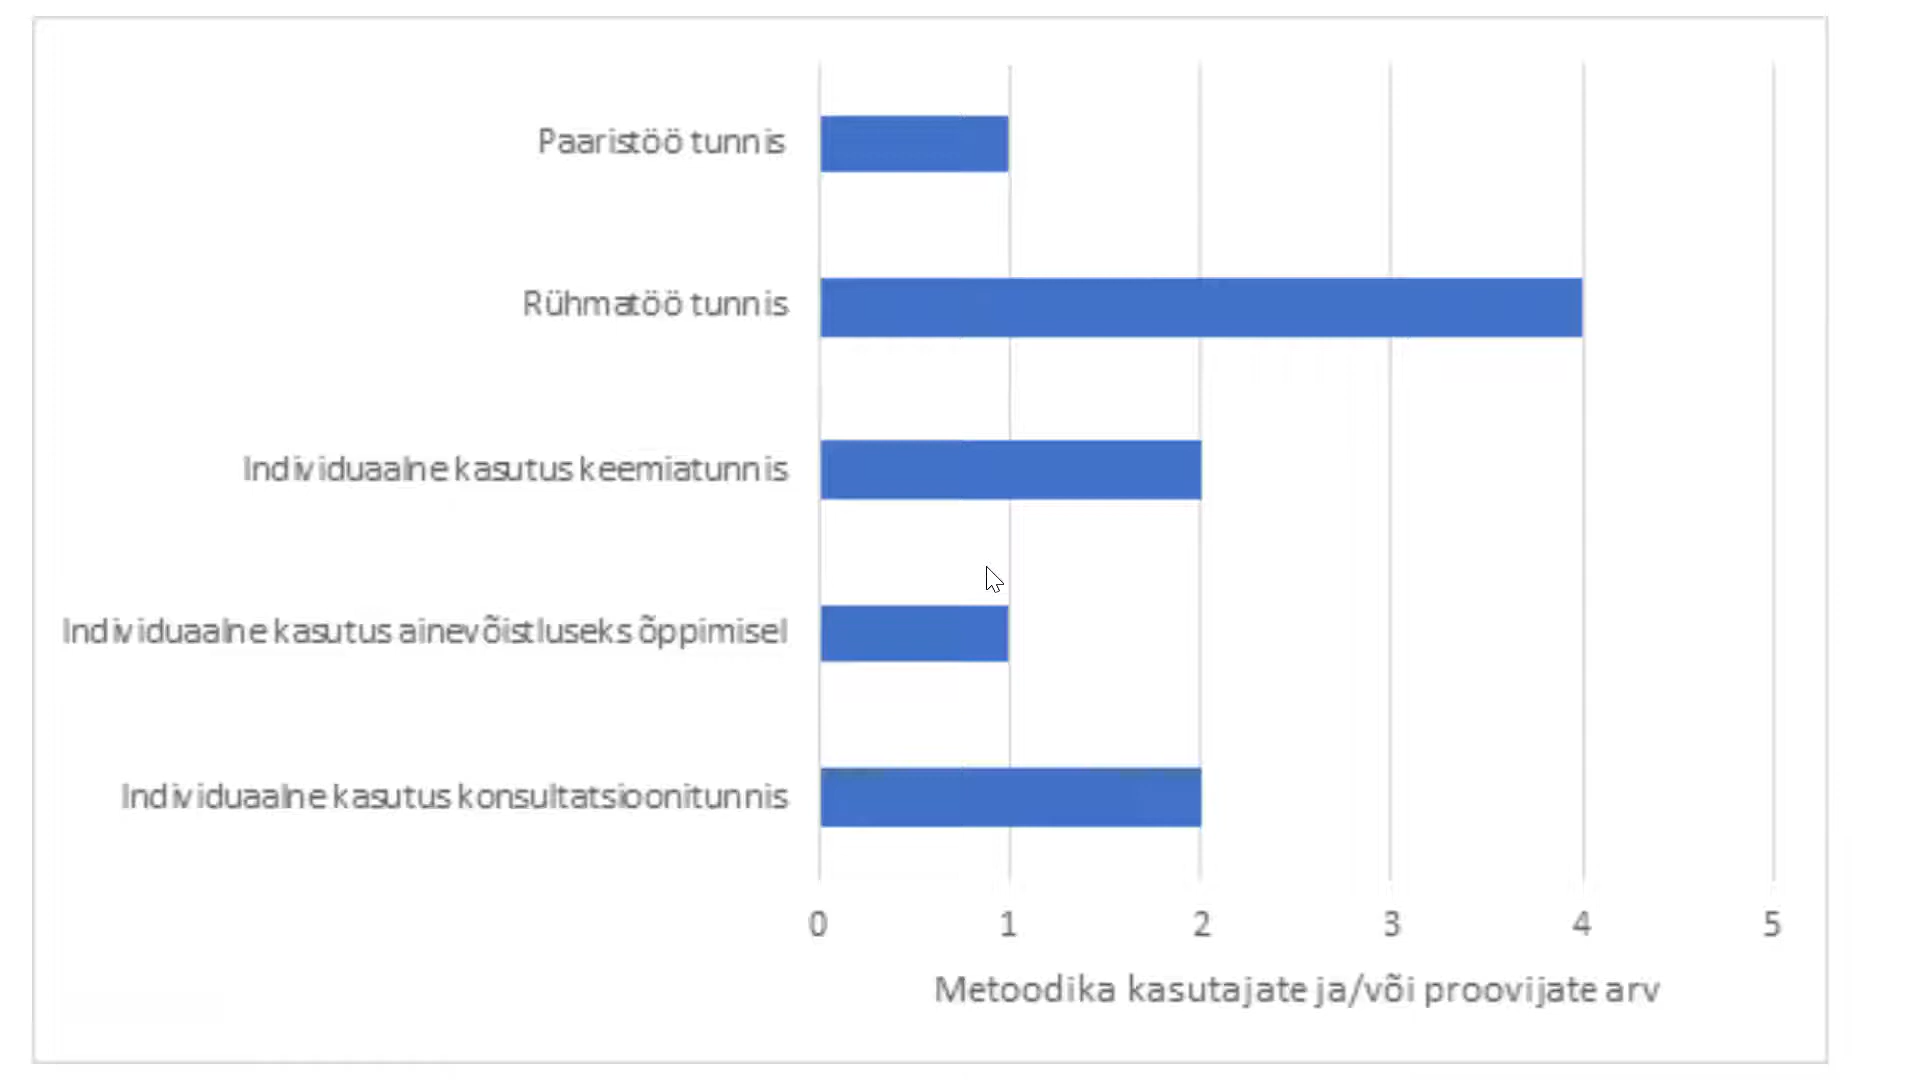 Paaristöö tunnis
Rühmatöö tunnis
Individuaalne kasutus keemiatunnis
Individuaalne kasutus ainevõistluseks õppimisel
Individuaalne kasutus konsultatsioonitunnis
0 1 2 3 4 5
Metoodika kasutajate ja/või proovijate arv